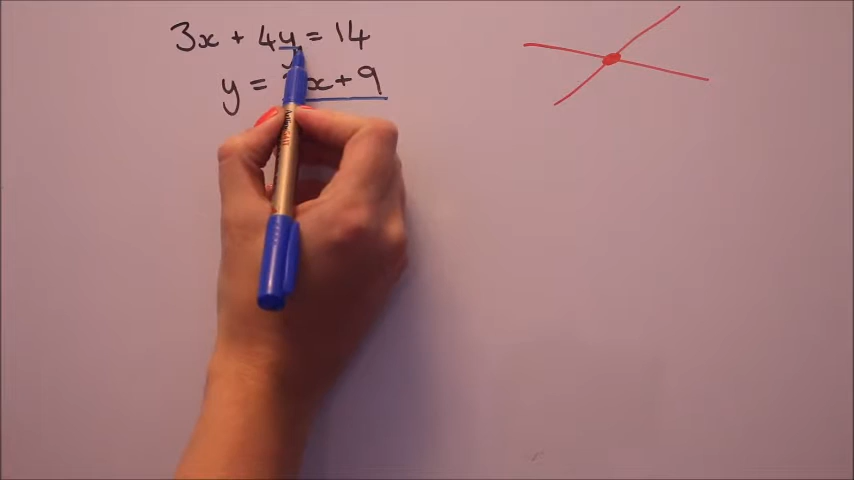 3x + 4y = 14
y = x + 9